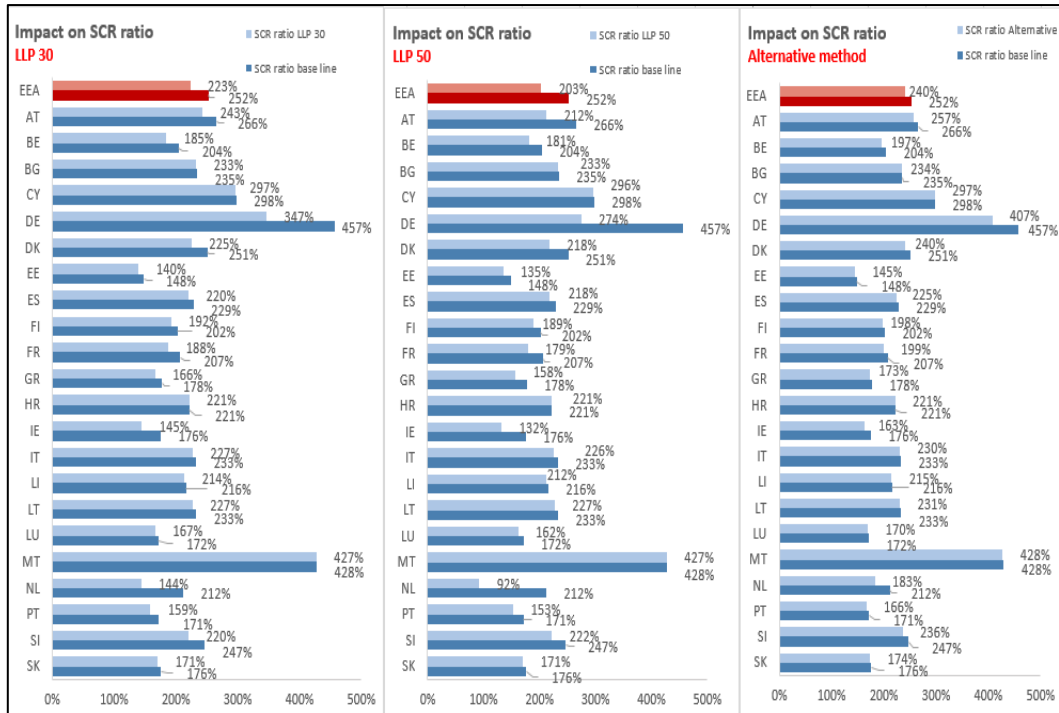 Impact on SCR ratio
LLP 30
SCR ratio LLP 30
SCR ratio base line
EEA 223% 252%
AT 243% 266%
BE 185% 204%
BG 233% 235%
CY 297% 298%
DE 347% 457%
DK 225% 251%
EE 140% 148%
ES 220% 229%
FI 192% 202%
FR 188% 207%
GR 166% 178%
HR 221% 221%
IE 145% 176%
IT 227% 233%
LI 214% 216%
LT 227% 233%
LU 167% 172%
MT 427% 428%
NL 144% 212%
PT 159% 171%
SI 220% 247%
SK 171% 176%
0% 100% 200% 300% 400% 500%
Impact on SCR ratio
LLP 50
SCR ratio LLP 50
SCR ratio base line
EEA 203% 252%
AT 212% 266%
BE 181% 204%
BG 233% 235%
CY 296% 298%
DE 274% 457%
DK 218% 251%
EE 135% 148%
ES 218% 229%
FI 189% 202%
FR 179% 207%
GR 158% 178%
HR 221% 221%
IE 132% 176%
IT 226% 233%
LI 212% 216%
LT 227% 233%
LU 162% 172%
MT 427% 428%
NL 92% 212%
PT 153% 171%
SI 222% 247%
SK 171% 176%
0% 100% 200% 300% 400% 500%
Impact on SCR ratio
Alternative method
SCR ratio Alternative
SCR ratio base line
EEA 240% 252%
AT 257% 266%
BE 197% 204%
BG 234% 235%
CY 297% 298%
DE 407% 457%
DK 240% 251%
EE 145% 148%
ES 225% 229%
FI 198% 202%
FR 199% 207%
GR 173% 178%
HR 221% 221%
IE 163% 176%
IT 230% 233%
LI 215% 216%
LT 231% 233%
LU 170% 172%
MT 428% 428%
NL 183% 212%
PT 166% 171%
SI 236% 247%
SK 174% 176%
0% 100% 200% 300% 400% 500%